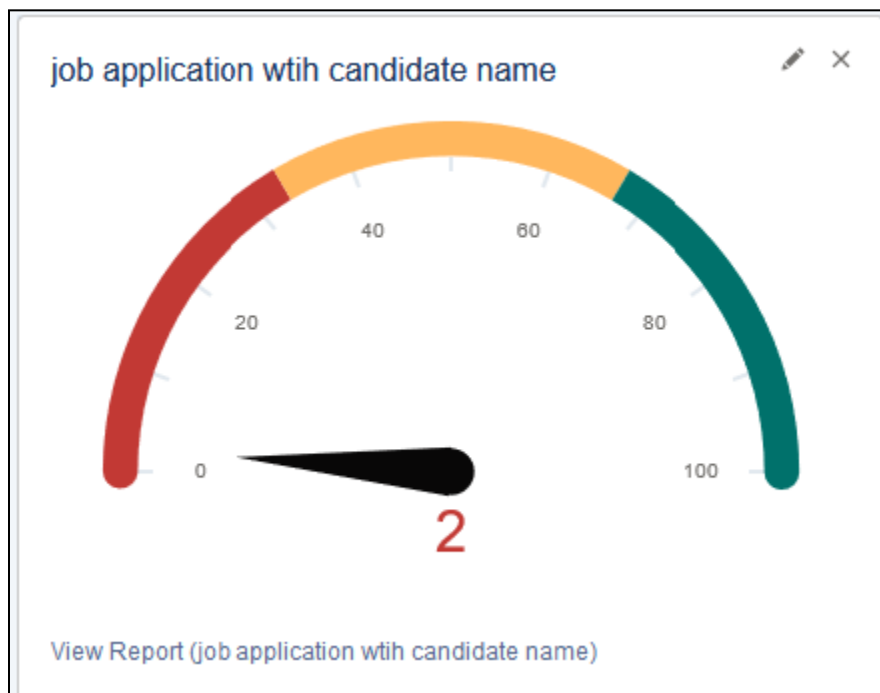 job application wtih candidate name
40 60
20 80
0 100
2
View Report (job application wtih candidate name)